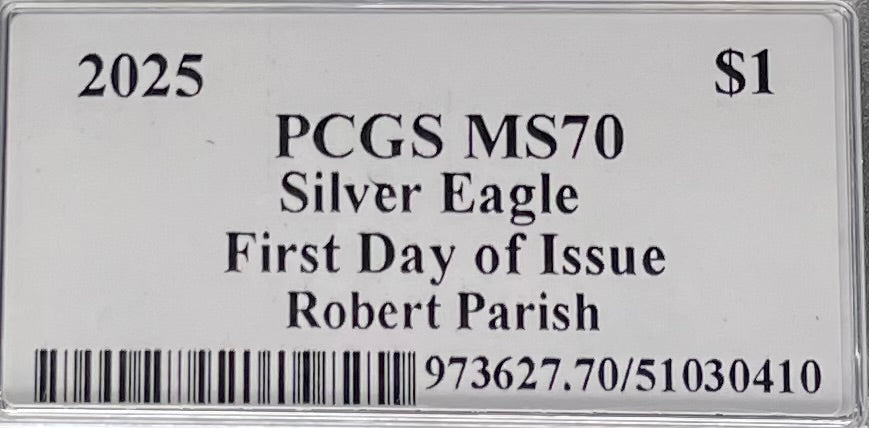 2025 $1
PCGS MS70
Silver Eagle
First Day of Issue
Robert Parish
973627.70/51030410